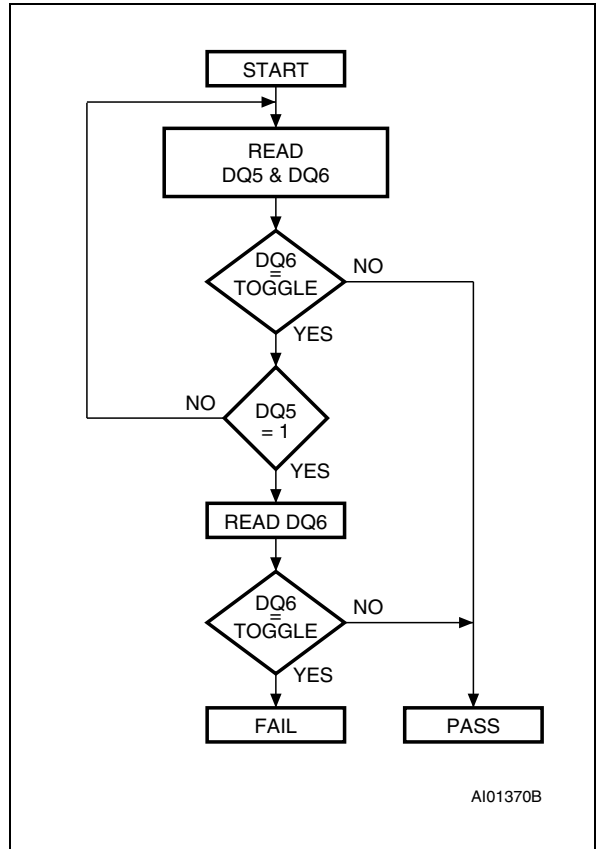 START
READ
DQ5 & DQ6
DQ6
=
TOGGLE
NO
YES
NO
DQ5
= 1
YES
READ DQ6
DQ6
=
TOGGLE
NO
YES
FAIL
PASS
AI01370B